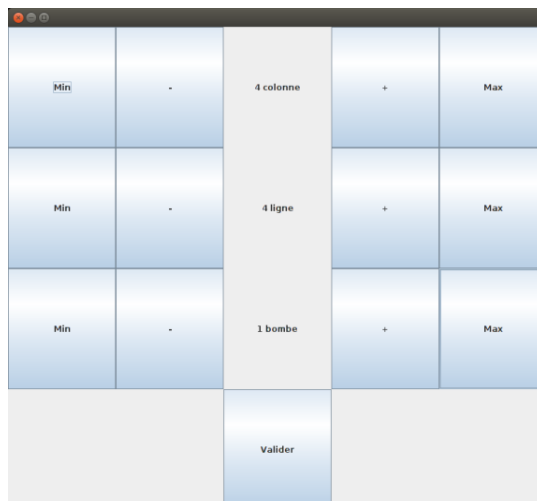 Min - 4 colonne + Max
Min - 4 ligne + Max
Min - 1 bombe + Max
Valider